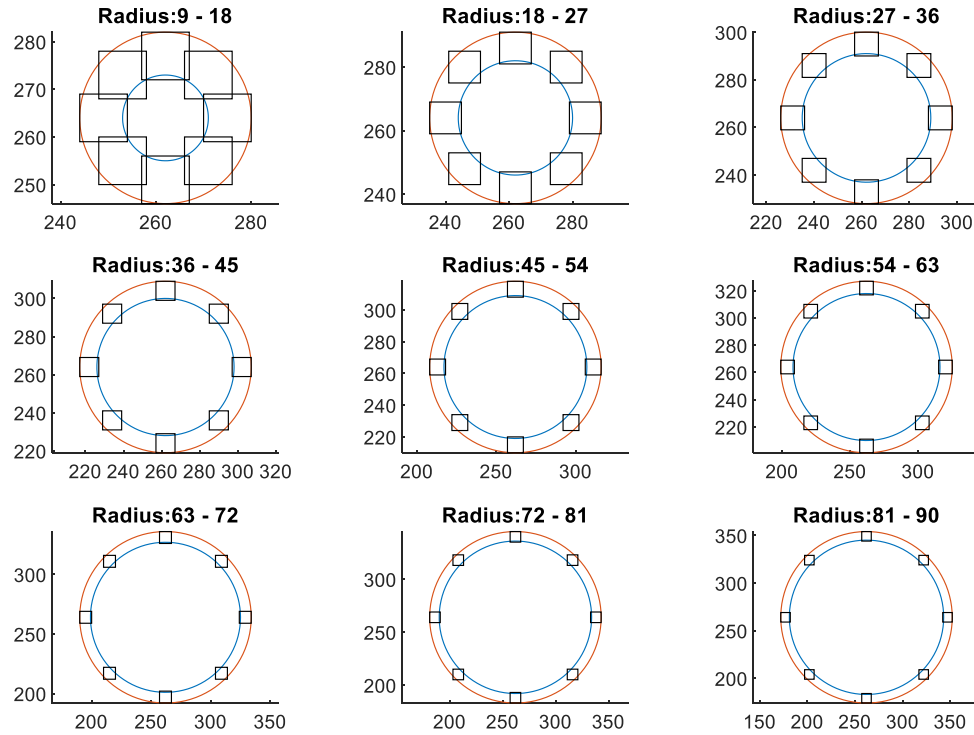 Radius:9 - 18
280
270
260
250
240 260 280
Radius:18 - 27
280
260
240
240 260 280
Radius:27 - 36
300
280
260
240
220 240 260 280 300
Radius:36 - 45
300
280
260
240
220
220 240 260 280 300 320
Radius:45 - 54
300
280
260
240
220
200 250 300
Radius:54 - 63
320
300
280
260
240
220
200 250 300
Radius:63 - 72
300
250
200
200 250 300 350
Radius:72 - 81
300
250
200
200 250 300 350
Radius:81 - 90
350
300
250
200
150 200 250 300 350